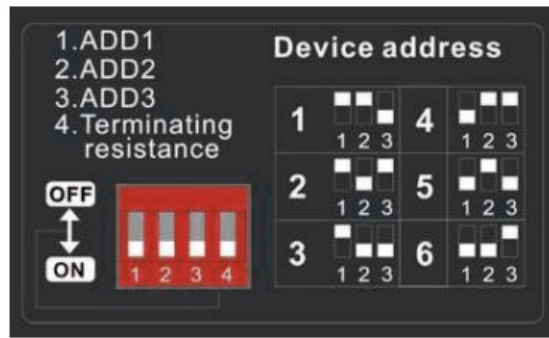 1.ADD1
2.ADD2
3.ADD3
4.Terminating
resistance
OFF
ON
1 2 3 4
Device address
1
1 2 3
4
1 2 3
2
1 2 3
5
1 2 3
3
1 2 3
6
1 2 3